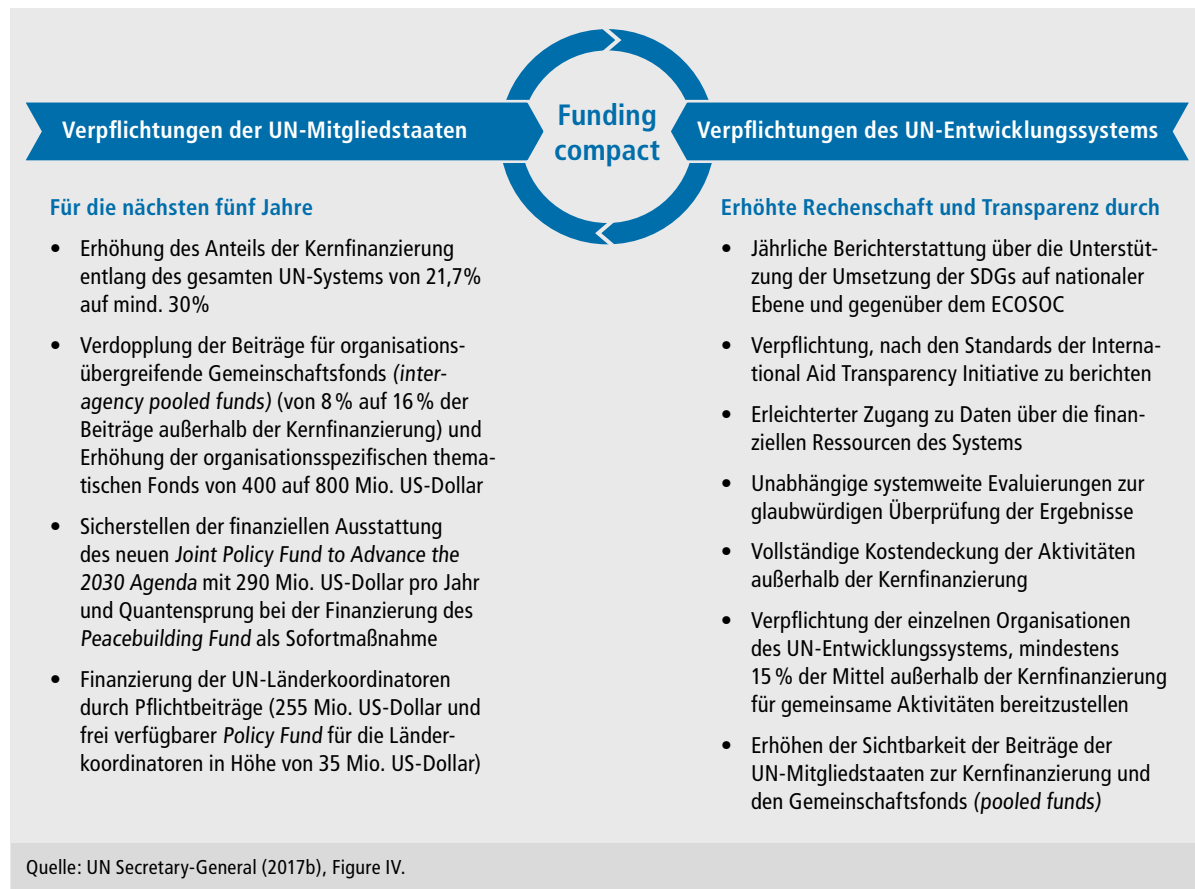 Verpflichtungen der UN-Mitgliedstaaten
Funding
compact
Verpflichtungen des UN-Entwicklungssystems
Für die nächsten fünf Jahre
• Erhöhung des Anteils der Kernfinanzierung
entlang des gesamten UN-Systems von 21,7%
auf mind. 30%
• Verdopplung der Beiträge für organisations-
übergreifende Gemeinschaftsfonds (inter-
agency pooled funds) (von 8 % auf 16 % der
Beiträge außerhalb der Kernfinanzierung) und
Erhöhung der organisationsspezifischen thema-
tischen Fonds von 400 auf 800 Mio. US-Dollar
• Sicherstellen der finanziellen Ausstattung
des neuen Joint Policy Fund to Advance the
2030 Agenda mit 290 Mio. US-Dollar pro Jahr
und Quantensprung bei der Finanzierung des
Peacebuilding Fund als Sofortmaßnahme
• Finanzierung der UN-Länderkoordinatoren
durch Pflichtbeiträge (255 Mio. US-Dollar und
frei verfügbarer Policy Fund für die Länder-
koordinatoren in Höhe von 35 Mio. US-Dollar)
Erhöhte Rechenschaft und Transparenz durch
• Jährliche Berichterstattung über die Unterstüt-
zung der Umsetzung der SDGs auf nationaler
Ebene und gegenüber dem ECOSOC
• Verpflichtung, nach den Standards der Interna-
tional Aid Transparency Initiative zu berichten
• Erleichterter Zugang zu Daten über die finan-
ziellen Ressourcen des Systems
• Unabhängige systemweite Evaluierungen zur
glaubwürdigen Überprüfung der Ergebnisse
• Vollständige Kostendeckung der Aktivitäten
außerhalb der Kernfinanzierung
• Verpflichtung der einzelnen Organisationen
des UN-Entwicklungssystems, mindestens
15 % der Mittel außerhalb der Kernfinanzierung
für gemeinsame Aktivitäten bereitzustellen
• Erhöhen der Sichtbarkeit der Beiträge der
UN-Mitgliedstaaten zur Kernfinanzierung und
den Gemeinschaftsfonds (pooled funds)
Quelle: UN Secretary-General (2017b), Figure IV.